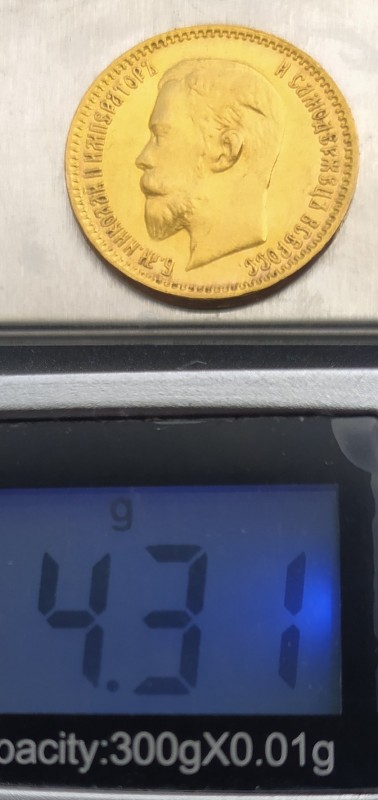 Б. М. НИКОЛАЙ II ИМПЕРАТОРЪ И САМОДЕРЖЕЦЪ ВСЕРОСС.
g
4.31
pacity:300gX0.01g